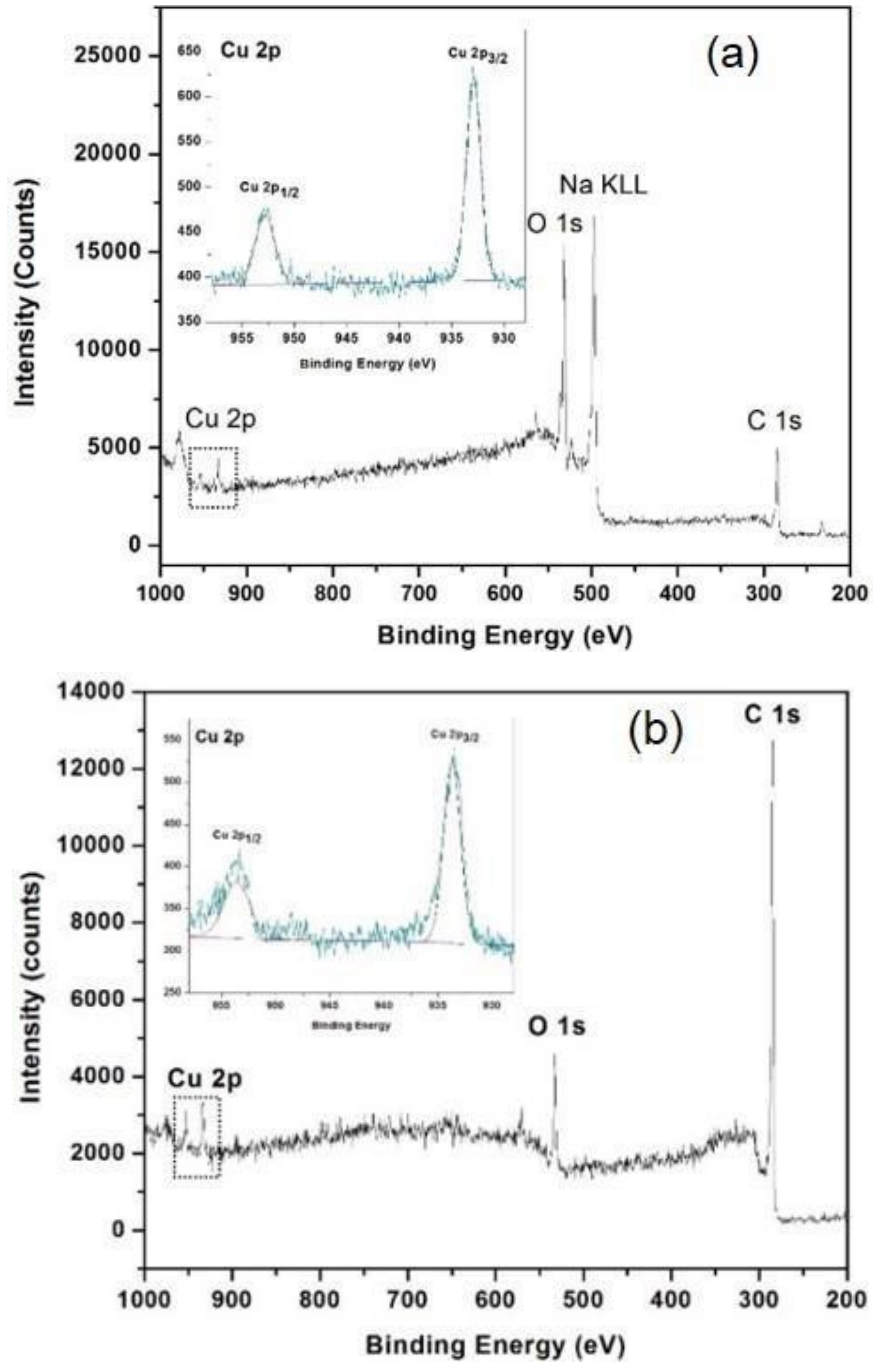 (a)
Cu 2p
Cu 2p3/2
Cu 2p1/2
650
600
550
500
450
400
350
955 950 945 940 935 930
Binding Energy (eV)
Na KLL
O 1s
Cu 2p
C 1s
25000
20000
15000
10000
5000
0
Intensity (Counts)
1000 900 800 700 600 500 400 300 200
Binding Energy (eV)
(b)
C 1s
Cu 2p
Cu 2p3/2
Cu 2p1/2
550
500
450
400
350
300
250
955 950 945 940 935 930
Binding Energy
O 1s
Cu 2p
14000
12000
10000
8000
6000
4000
2000
0
Intensity (counts)
1000 900 800 700 600 500 400 300 200
Binding Energy (eV)